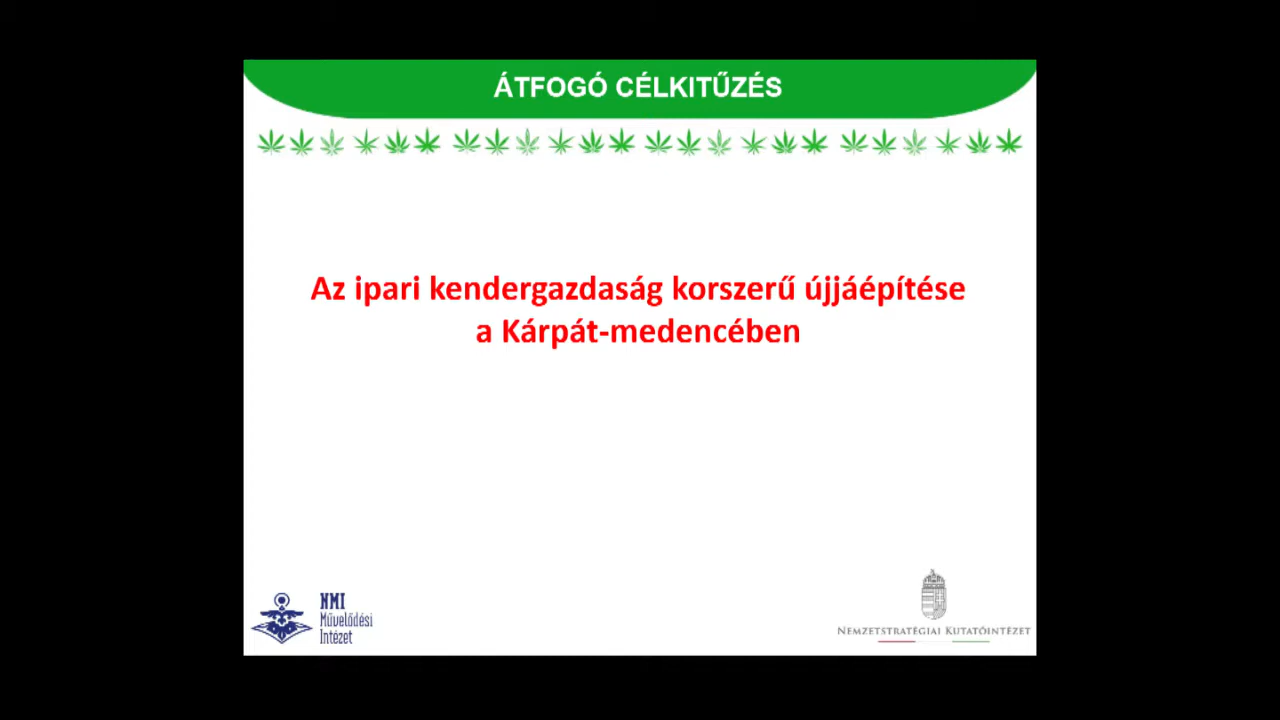 ÁTFOGÓ CÉLKITŰZÉS
Az ipari kendergazdaság korszerű újjáépítése
a Kárpát-medencében
NMI
Művelődési
Intézet
Nemzetstratégiai Kutatóintézet